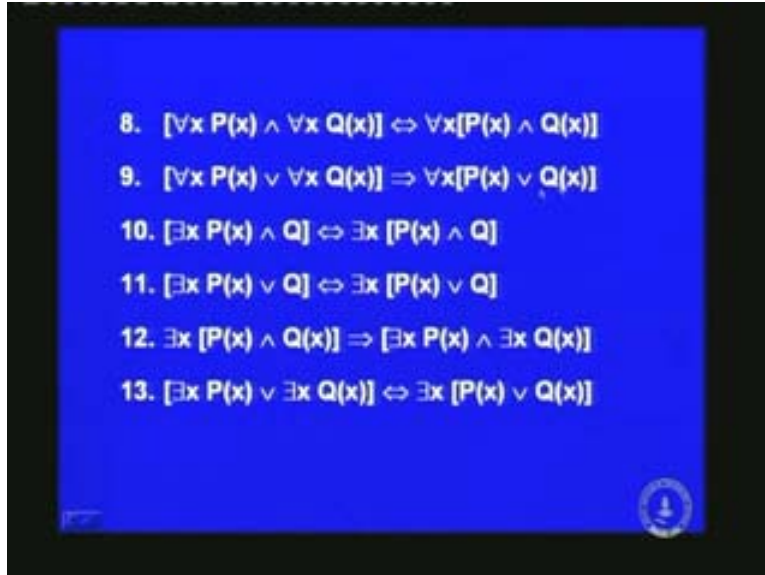 8. [∀x P(x) ∧ ∀x Q(x)] ⇔ ∀x[P(x) ∧ Q(x)]
9. [∀x P(x) ∨ ∀x Q(x)] ⇒ ∀x[P(x) ∨ Q(x)]
10. [∃x P(x) ∧ Q] ⇔ ∃x [P(x) ∧ Q]
11. [∃x P(x) ∨ Q] ⇔ ∃x [P(x) ∨ Q]
12. ∃x [P(x) ∧ Q(x)] ⇒ [∃x P(x) ∧ ∃x Q(x)]
13. [∃x P(x) ∨ ∃x Q(x)] ⇔ ∃x [P(x) ∨ Q(x)]